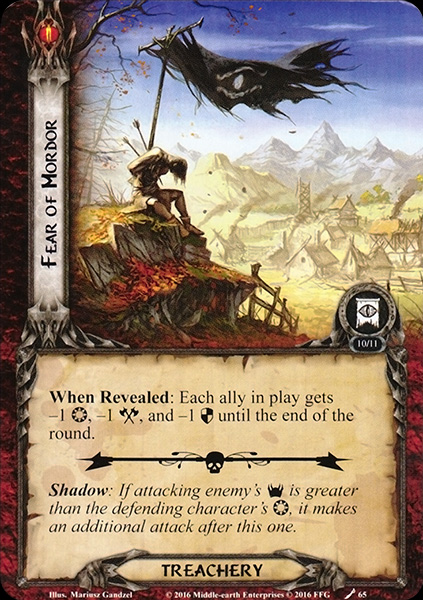 FEAR OF MORDOR
10/11
When Revealed: Each ally in play gets
–1 , –1 , and –1 until the end of the
round.
Shadow: If attacking enemy's is greater
than the defending character's , it makes
an additional attack after this one.
TREACHERY
Illus. Mariusz Gandzel © 2016 Middle-earth Enterprises © 2016 FFG 65